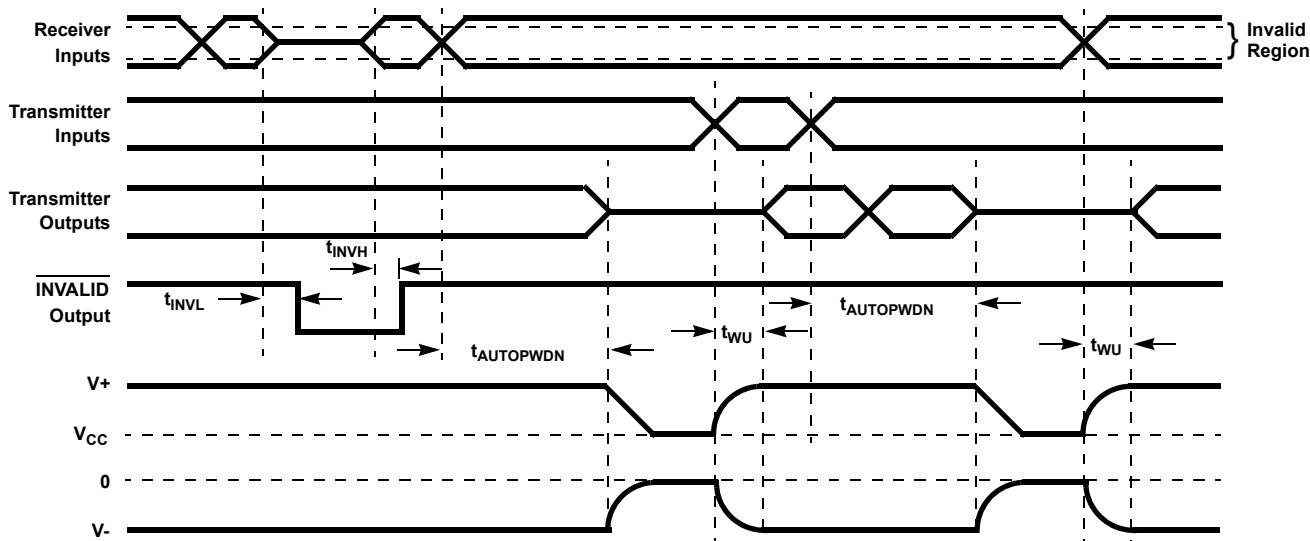 Receiver
Inputs
} Invalid
Region
Transmitter
Inputs
Transmitter
Outputs
tINVH
INVALID
Output
tINVL
tAUTOPWDN
tWU
tAUTOPWDN
tWU
V+
VCC
0
V-